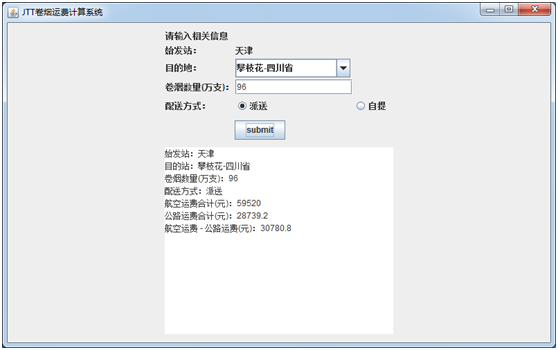 JTT卷烟运费计算系统
请输入相关信息
始发站： 天津
目的地： 攀枝花-四川省
卷烟数量(万支)： 96
配送方式： 派送 自提
submit
始发站：天津
目的站：攀枝花-四川省
卷烟数量(万支)：96
配送方式：派送
航空运费合计(元)：59520
公路运费合计(元)：28739.2
航空运费 - 公路运费(元)：30780.8